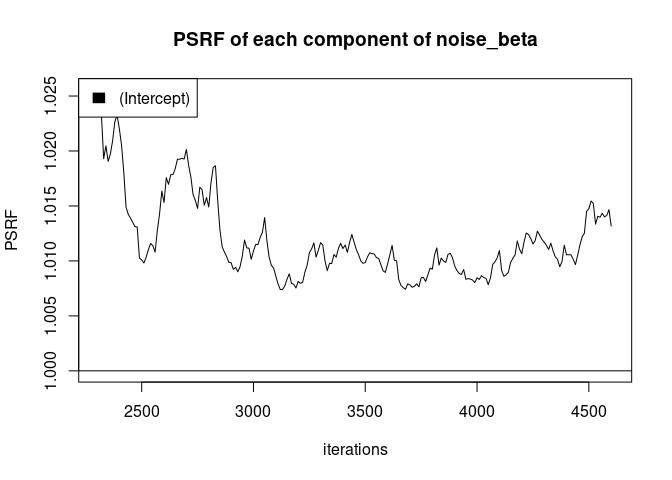 PSRF of each component of noise_beta
(Intercept)
PSRF
1.025
1.020
1.015
1.010
1.005
1.000
2500 3000 3500 4000 4500
iterations